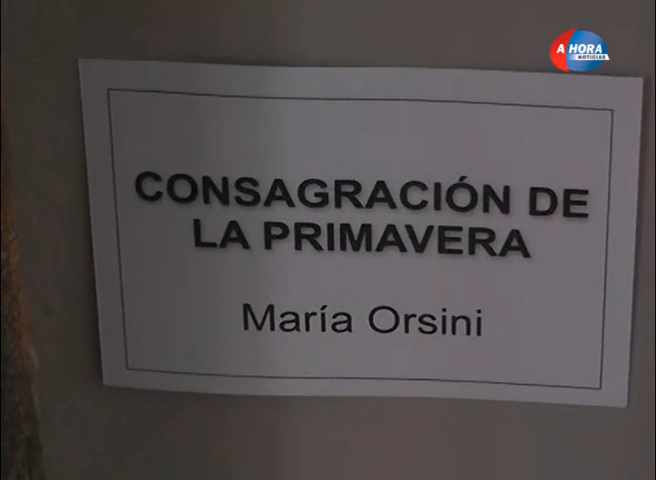 A HORA
NOTICIAS
CONSAGRACIÓN DE
LA PRIMAVERA
María Orsini